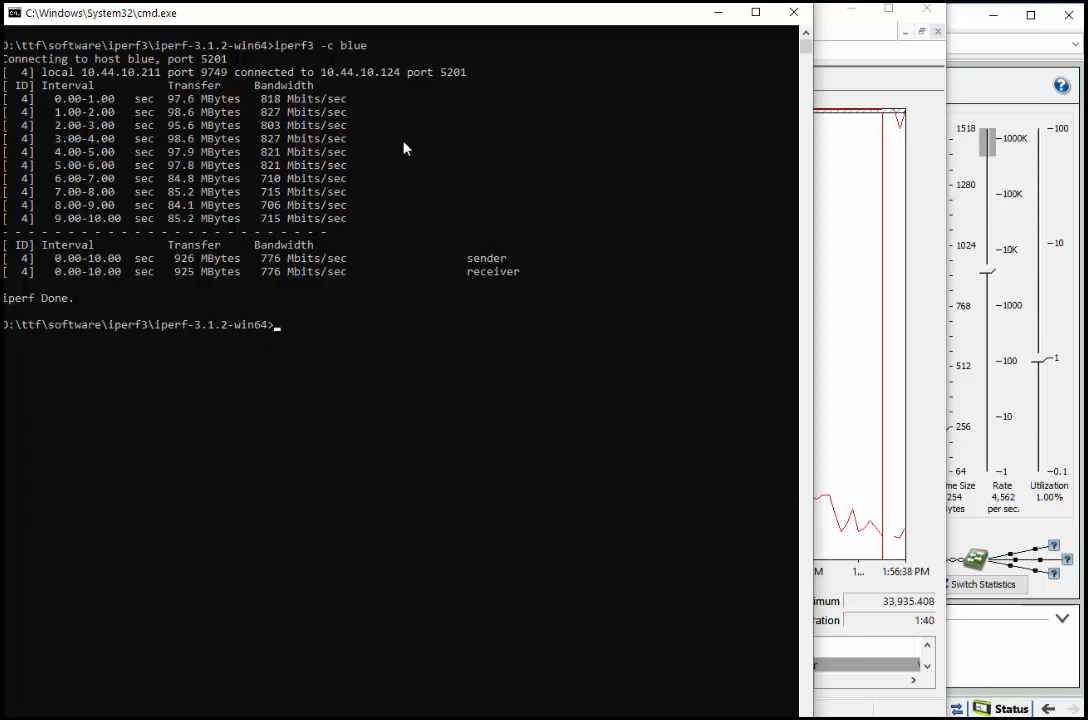 C:\Windows\System32\cmd.exe
D:\ttf\software\iperf3\iperf-3.1.2-win64>iperf3 -c blue
Connecting to host blue, port 5201
[  4] local 10.44.10.211 port 9749 connected to 10.44.10.124 port 5201
[ ID] Interval Transfer Bandwidth
[  4] 0.00-1.00 sec 97.6 MBytes 818 Mbits/sec
[  4] 1.00-2.00 sec 98.6 MBytes 827 Mbits/sec
[  4] 2.00-3.00 sec 95.6 MBytes 803 Mbits/sec
[  4] 3.00-4.00 sec 98.6 MBytes 827 Mbits/sec
[  4] 4.00-5.00 sec 97.9 MBytes 821 Mbits/sec
[  4] 5.00-6.00 sec 97.8 MBytes 821 Mbits/sec
[  4] 6.00-7.00 sec 84.8 MBytes 710 Mbits/sec
[  4] 7.00-8.00 sec 85.2 MBytes 715 Mbits/sec
[  4] 8.00-9.00 sec 84.1 MBytes 706 Mbits/sec
[  4] 9.00-10.00 sec 85.2 MBytes 715 Mbits/sec
- - - - - - - - - - - - - - - - - - - - - - - - -
[ ID] Interval Transfer Bandwidth
[  4] 0.00-10.00 sec 926 MBytes 776 Mbits/sec sender
[  4] 0.00-10.00 sec 925 MBytes 776 Mbits/sec receiver
iperf Done.
D:\ttf\software\iperf3\iperf-3.1.2-win64>
M 1... 1:56:38 PM
imum 33,935.408
ration 1:40
r
1518
1280
1024
768
512
256
64
1000K
100K
10K
1000
100
10
1
100
10
1
0.1
me Size Rate Utilization
254 4,562 1.00%
ytes per sec.
Switch Statistics
Status